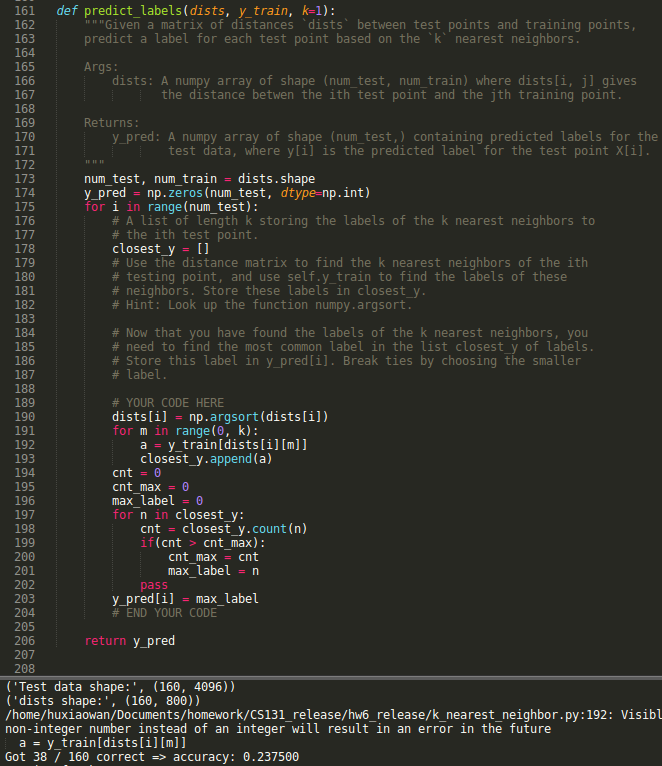 161 def predict_labels(dists, y_train, k=1):
162 """Given a matrix of distances `dists` between test points and training points,
163 predict a label for each test point based on the `k` nearest neighbors.
164
165 Args:
166 dists: A numpy array of shape (num_test, num_train) where dists[i, j] gives
167 the distance betwen the ith test point and the jth training point.
168
169 Returns:
170 y_pred: A numpy array of shape (num_test,) containing predicted labels for the
171 test data, where y[i] is the predicted label for the test point X[i].
172 """
173 num_test, num_train = dists.shape
174 y_pred = np.zeros(num_test, dtype=np.int)
175 for i in range(num_test):
176 # A list of length k storing the labels of the k nearest neighbors to
177 # the ith test point.
178 closest_y = []
179 # Use the distance matrix to find the k nearest neighbors of the ith
180 # testing point, and use self.y_train to find the labels of these
181 # neighbors. Store these labels in closest_y.
182 # Hint: Look up the function numpy.argsort.
183
184 # Now that you have found the labels of the k nearest neighbors, you
185 # need to find the most common label in the list closest_y of labels.
186 # Store this label in y_pred[i]. Break ties by choosing the smaller
187 # label.
188
189 # YOUR CODE HERE
190 dists[i] = np.argsort(dists[i])
191 for m in range(0, k):
192 a = y_train[dists[i][m]]
193 closest_y.append(a)
194 cnt = 0
195 cnt_max = 0
196 max_label = 0
197 for n in closest_y:
198 cnt = closest_y.count(n)
199 if(cnt > cnt_max):
200 cnt_max = cnt
201 max_label = n
202 pass
203 y_pred[i] = max_label
204 # END YOUR CODE
205
206 return y_pred
207
208
('Test data shape:', (160, 4096))
('dists shape:', (160, 800))
/home/huxiaowan/Documents/homework/CS131_release/hw6_release/k_nearest_neighbor.py:192: Visibl
non-integer number instead of an integer will result in an error in the future
a = y_train[dists[i][m]]
Got 38 / 160 correct => accuracy: 0.237500